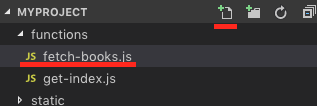 MYPROJECT
functions
JS fetch-books.js
JS get-index.js
static